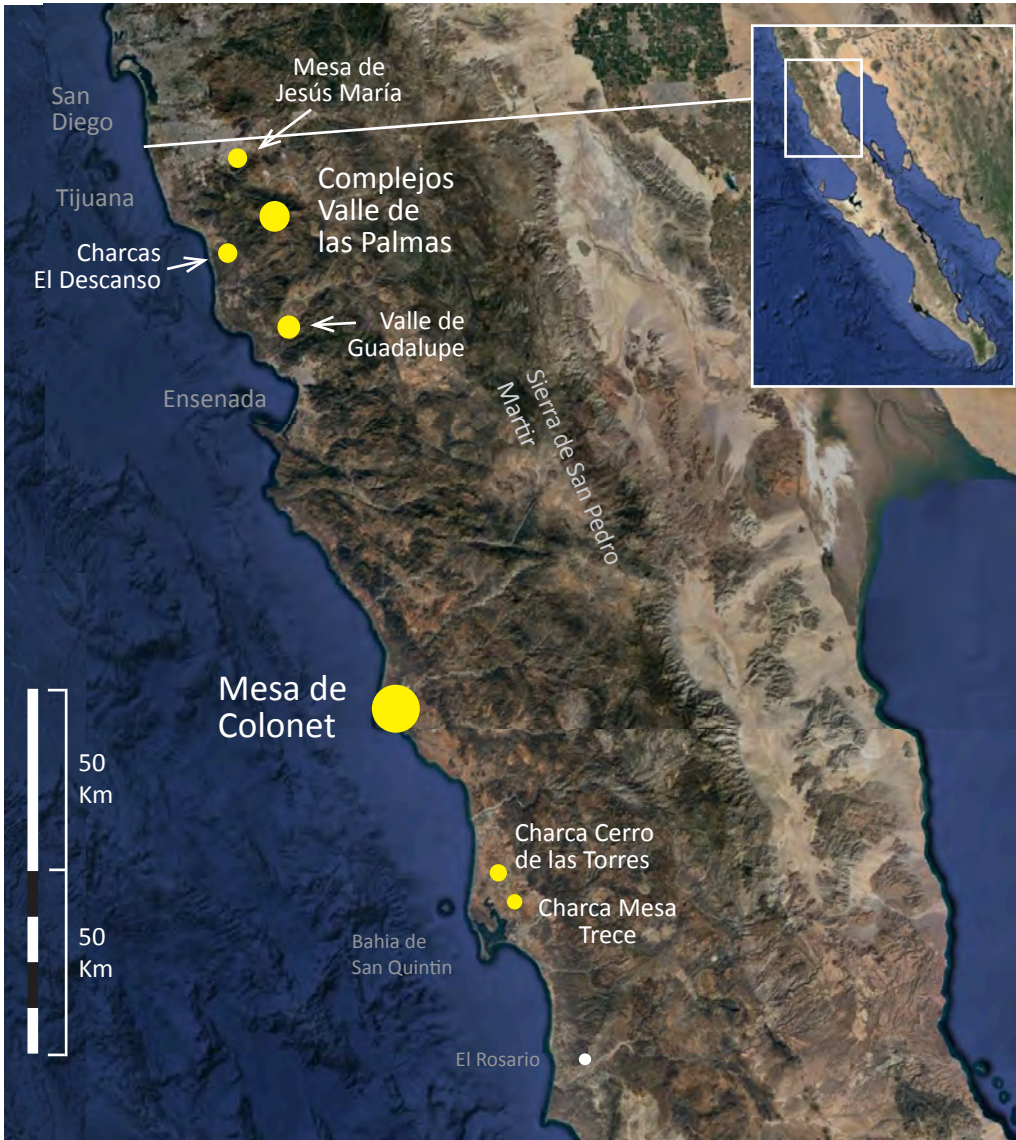 Mesa de
Jesús María
San
Diego
Complejos
Valle de
las Palmas
Tijuana
Charcas
El Descanso
Valle de
Guadalupe
Ensenada
Sierra de San Pedro
Martir
Mesa de
Colonet
50
Km
Charca Cerro
de las Torres
Charca Mesa
Trece
50
Km
Bahia de
San Quintin
El Rosario